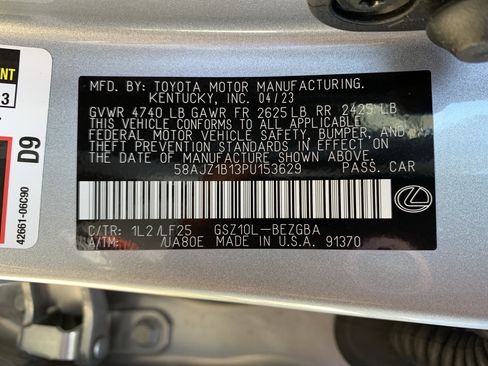 MFD. BY: TOYOTA MOTOR MANUFACTURING.
KENTUCKY, INC. 04/23
GVWR 4740 LB GAWR FR 2625 LB RR 2425 LB
THIS VEHICLE CONFORMS TO ALL APPLICABLE
FEDERAL MOTOR VEHICLE SAFETY, BUMPER, AND
THEFT PREVENTION STANDARDS IN EFFECT ON
THE DATE OF MANUFACTURE SHOWN ABOVE.
58AJZ1B13PU153629 PASS. CAR
C/TR: 1L2 /LF25 GSZ10L-BEZGBA
A/TM: /UA80E MADE IN U.S.A. 91370
3
D9
42661-06C90